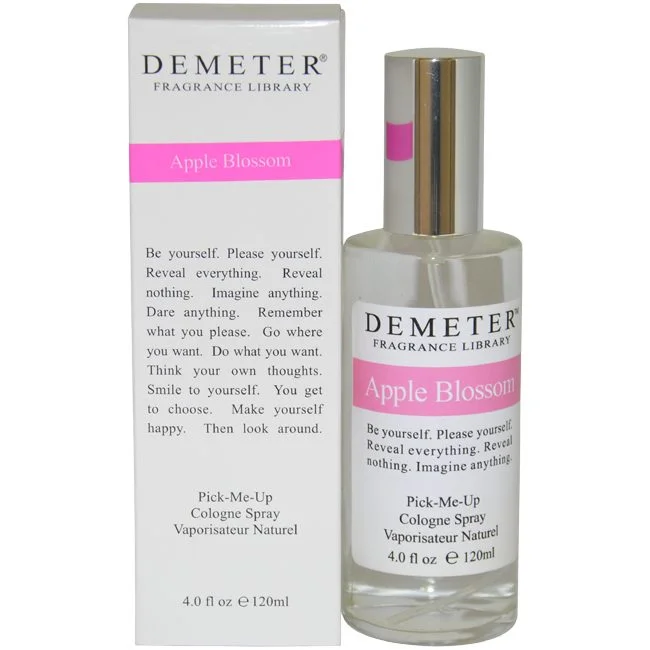 DEMETER®
FRAGRANCE LIBRARY
Apple Blossom
Be yourself. Please yourself.
Reveal everything. Reveal
nothing. Imagine anything.
Dare anything. Remember
what you please. Go where
you want. Do what you want.
Think your own thoughts.
Smile to yourself. You get
to choose. Make yourself
happy. Then look around.
Pick-Me-Up
Cologne Spray
Vaporisateur Naturel
4.0 fl oz ℮ 120ml
DEMETER™
FRAGRANCE LIBRARY
Apple Blossom
Be yourself. Please yourself.
Reveal everything. Reveal
nothing. Imagine anything.
Pick-Me-Up
Cologne Spray
Vaporisateur Naturel
4.0 fl oz ℮ 120ml